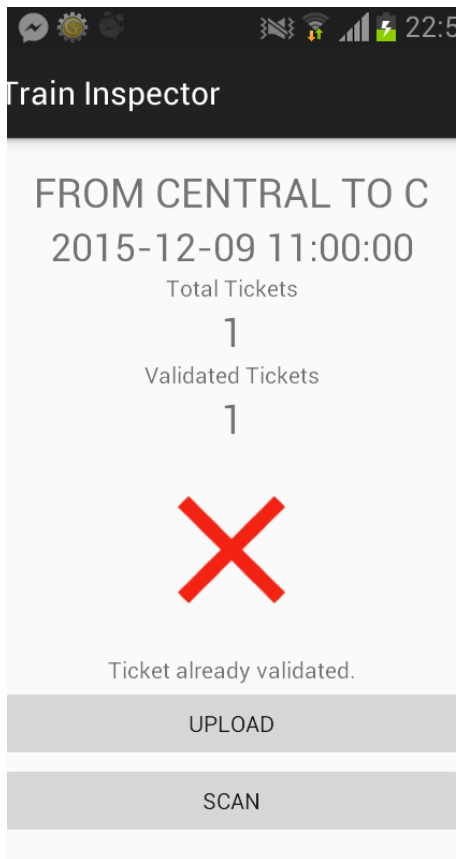 22:5
Train Inspector
FROM CENTRAL TO C
2015-12-09 11:00:00
Total Tickets
1
Validated Tickets
1
Ticket already validated.
UPLOAD
SCAN